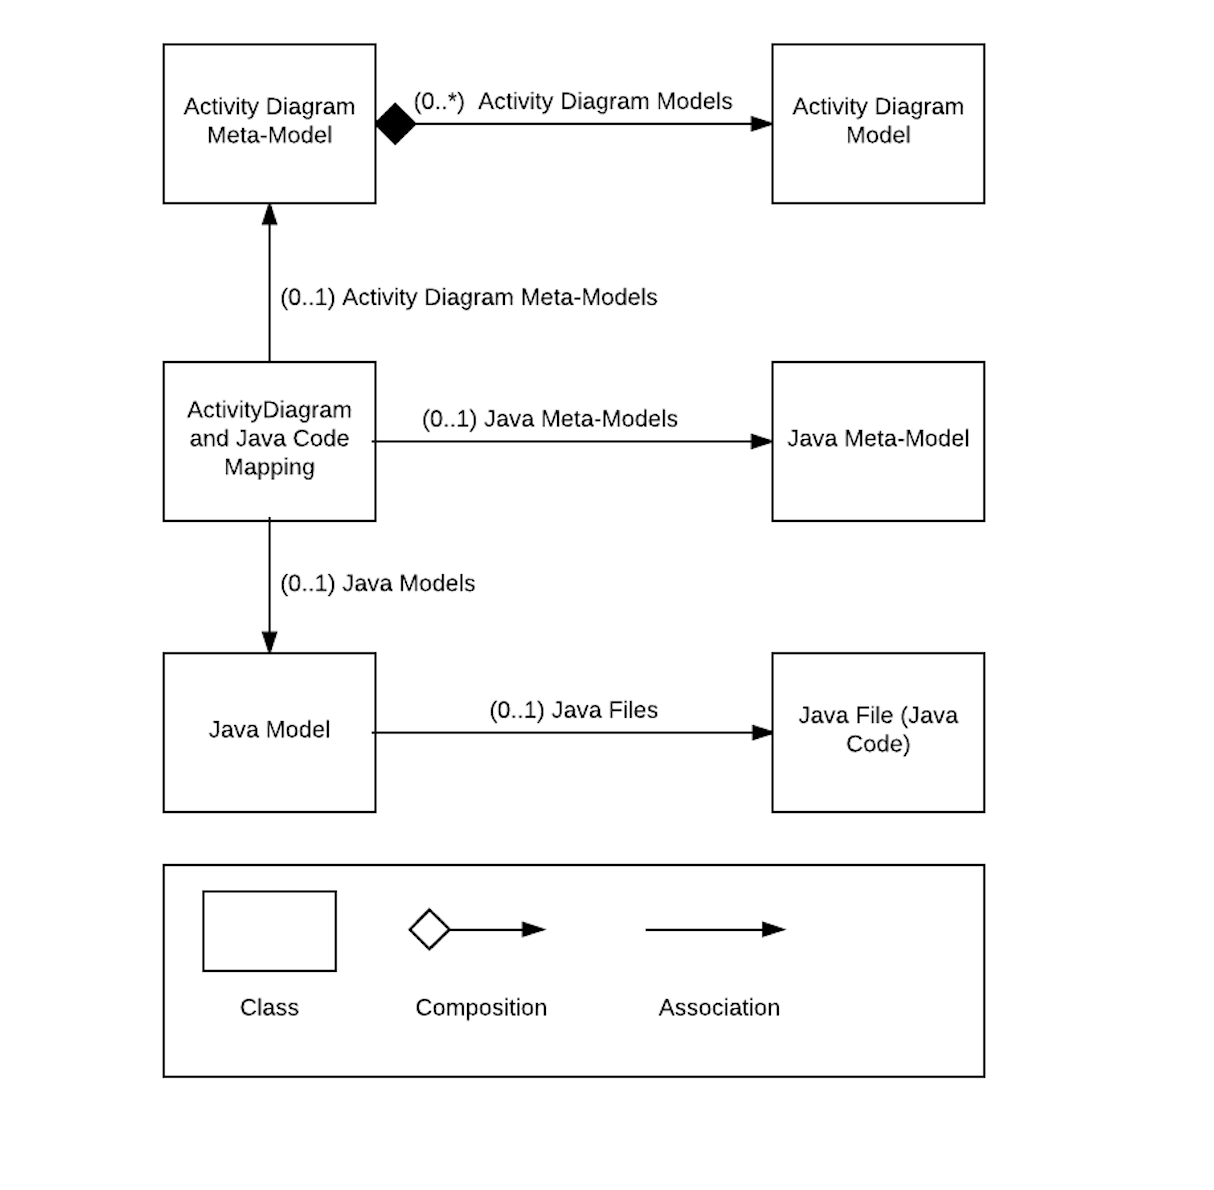 Activity Diagram
Meta-Model
(0..*)  Activity Diagram Models
Activity Diagram
Model
(0..1) Activity Diagram Meta-Models
ActivityDiagram
and Java Code
Mapping
(0..1) Java Meta-Models
Java Meta-Model
(0..1) Java Models
Java Model
(0..1) Java Files
Java File (Java
Code)
Class
Composition
Association